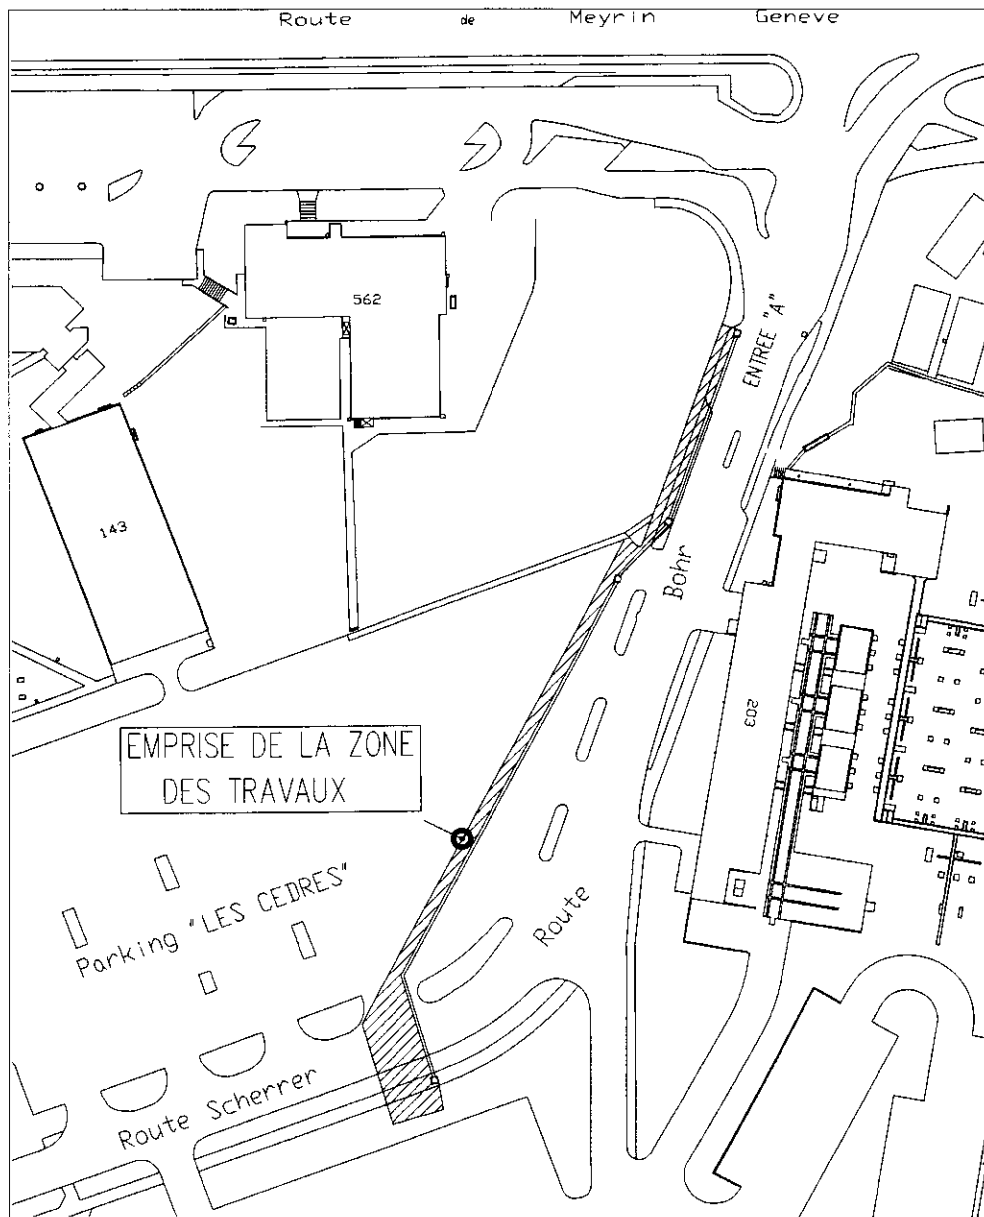 Route de Meyrin Geneve
562
ENTREE "A"
143
Bohr
203
EMPRISE DE LA ZONE
DES TRAVAUX
Parking "LES CEDRES"
Route
Route Scherrer